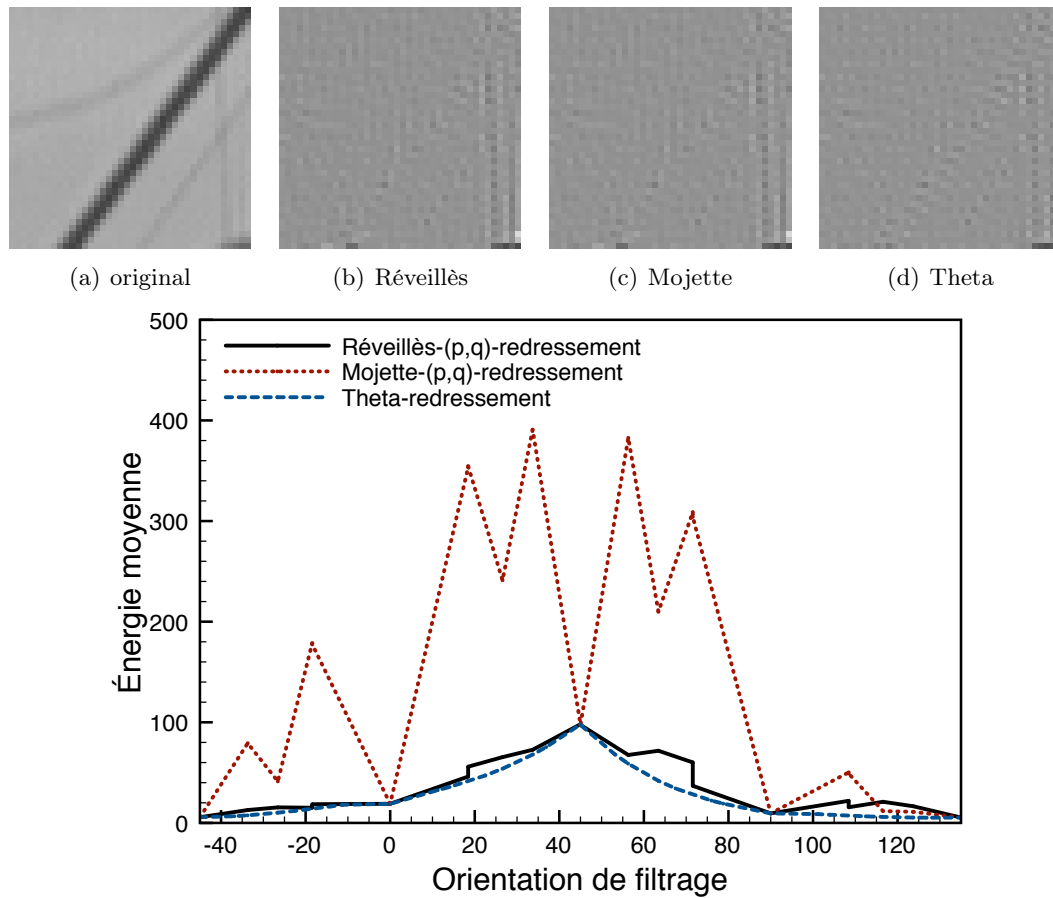 (a) original
(b) Réveillès
(c) Mojette
(d) Theta
Réveillès-(p,q)-redressement
Mojette-(p,q)-redressement
Theta-redressement
500
400
300
200
100
0
Énergie moyenne
-40 -20 0 20 40 60 80 100 120
Orientation de filtrage